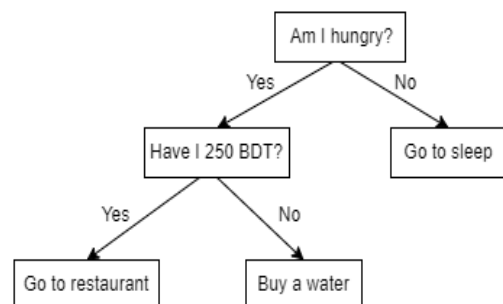 Am I hungry?
Yes
No
Have I 250 BDT?
Go to sleep
Yes
No
Go to restaurant
Buy a water